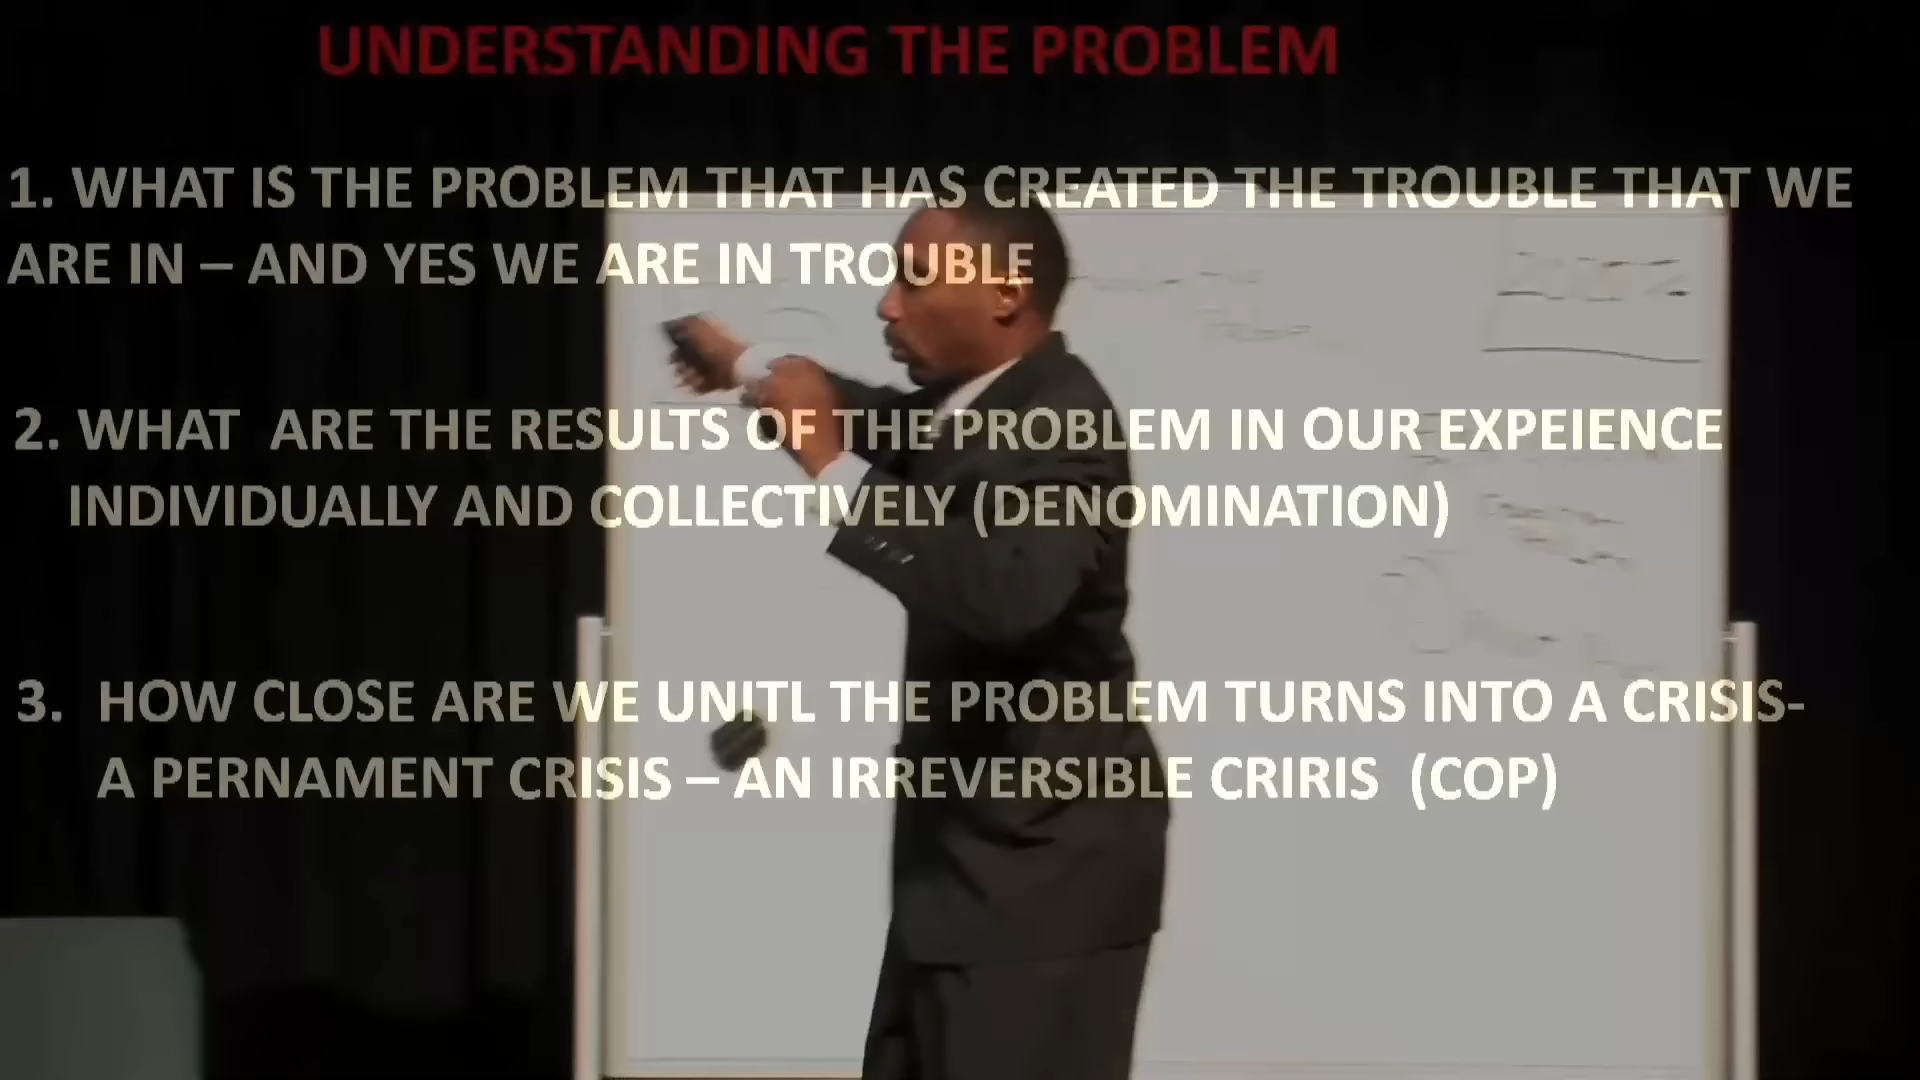 UNDERSTANDING THE PROBLEM
1. WHAT IS THE PROBLEM THAT HAS CREATED THE TROUBLE THAT WE
ARE IN – AND YES WE ARE IN TROUBLE
2. WHAT  ARE THE RESULTS OF THE PROBLEM IN OUR EXPEIENCE
INDIVIDUALLY AND COLLECTIVELY (DENOMINATION)
3. HOW CLOSE ARE WE UNITL THE PROBLEM TURNS INTO A CRISIS-
A PERNAMENT CRISIS – AN IRREVERSIBLE CRIRIS  (COP)